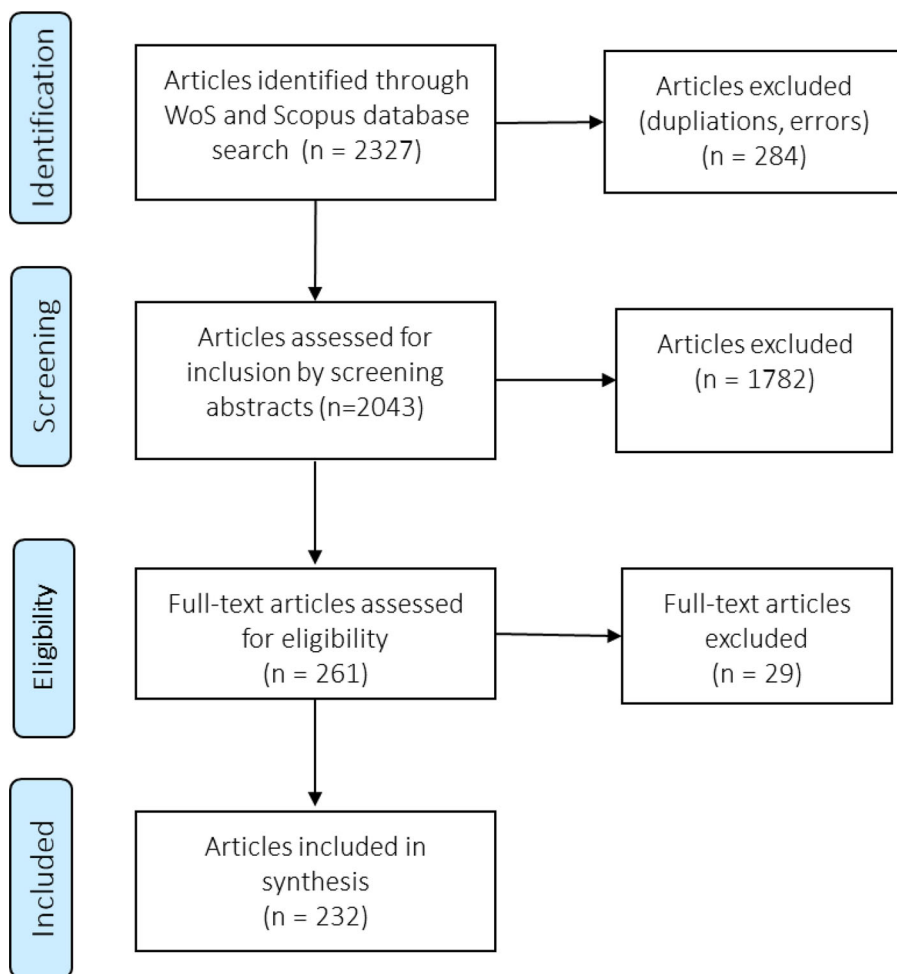 Identification
Articles identified through
WoS and Scopus database
search (n = 2327)
Articles excluded
(dupliations, errors)
(n = 284)
Screening
Articles assessed for
inclusion by screening
abstracts (n=2043)
Articles excluded
(n = 1782)
Eligibility
Full-text articles assessed
for eligibility
(n = 261)
Full-text articles
excluded
(n = 29)
Included
Articles included in
synthesis
(n = 232)